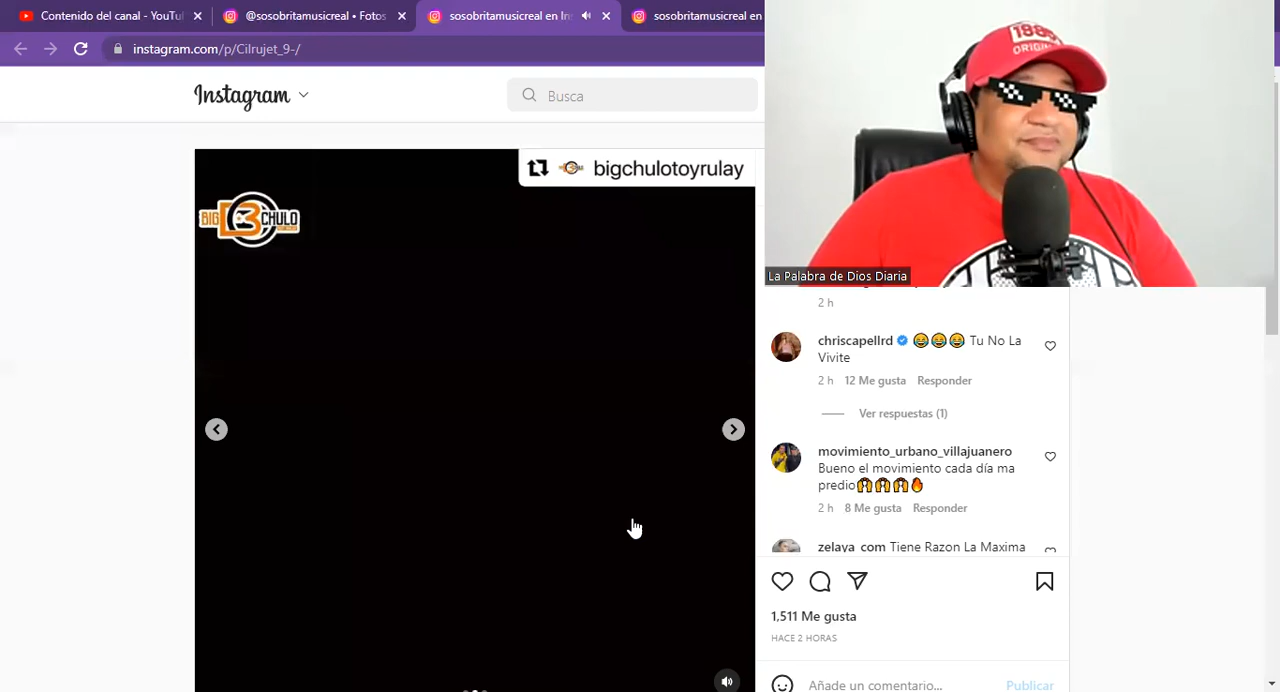 Contenido del canal - YouTu
@sosobritamusicreal • Fotos
sosobritamusicreal en In
sosobritamusicreal en
instagram.com/p/Cilrujet_9-/
Instagram
Busca
bigchulotoyrulay
BIG CHULO
1985
ORIGIN
La Palabra de Dios Diaria
2 h
chriscapellrd 😂😂😂 Tu No La
Vivite
2 h 12 Me gusta Responder
Ver respuestas (1)
movimiento_urbano_villajuanero
Bueno el movimiento cada día ma
predio🙌🙌🙌🔥
2 h 8 Me gusta Responder
zelaya_com Tiene Razon La Maxima
1,511 Me gusta
HACE 2 HORAS
Añade un comentario...
Publicar